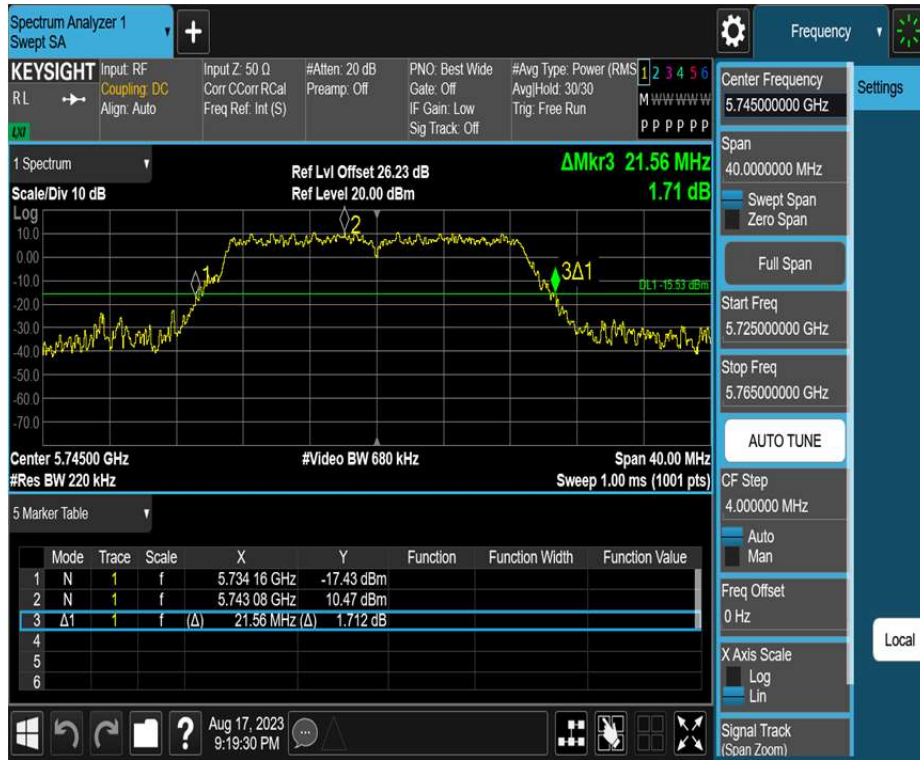 Spectrum Analyzer 1
Swept SA
+
Frequency
KEYSIGHT
RL
LXI
Input: RF
Coupling: DC
Align: Auto
Input Z: 50 Ω
Corr CCorr RCal
Freq Ref: Int (S)
#Atten: 20 dB
Preamp: Off
PNO: Best Wide
Gate: Off
IF Gain: Low
Sig Track: Off
#Avg Type: Power (RMS
Avg|Hold: 30/30
Trig: Free Run
1 2 3 4 5 6
M W W W W W
P P P P P P
Center Frequency
5.745000000 GHz
Settings
Span
40.0000000 MHz
Swept Span
Zero Span
Full Span
Start Freq
5.725000000 GHz
Stop Freq
5.765000000 GHz
AUTO TUNE
CF Step
4.000000 MHz
Auto
Man
Freq Offset
0 Hz
X Axis Scale
Log
Lin
Signal Track
(Span Zoom)
Local
1 Spectrum
Scale/Div 10 dB
Ref Lvl Offset 26.23 dB
Ref Level 20.00 dBm
ΔMkr3 21.56 MHz
1.71 dB
Log
10.0
0.00
-10.0
-20.0
-30.0
-40.0
-50.0
-60.0
-70.0
1
2
3Δ1
DL1 -15.53 dBm
Center 5.74500 GHz
#Video BW 680 kHz
Span 40.00 MHz
#Res BW 220 kHz
Sweep 1.00 ms (1001 pts)
5 Marker Table
Mode Trace Scale X Y Function Function Width Function Value
1 N 1 f 5.734 16 GHz -17.43 dBm
2 N 1 f 5.743 08 GHz 10.47 dBm
3 Δ1 1 f (Δ) 21.56 MHz (Δ) 1.712 dB
4
5
6
?
Aug 17, 2023
9:19:30 PM